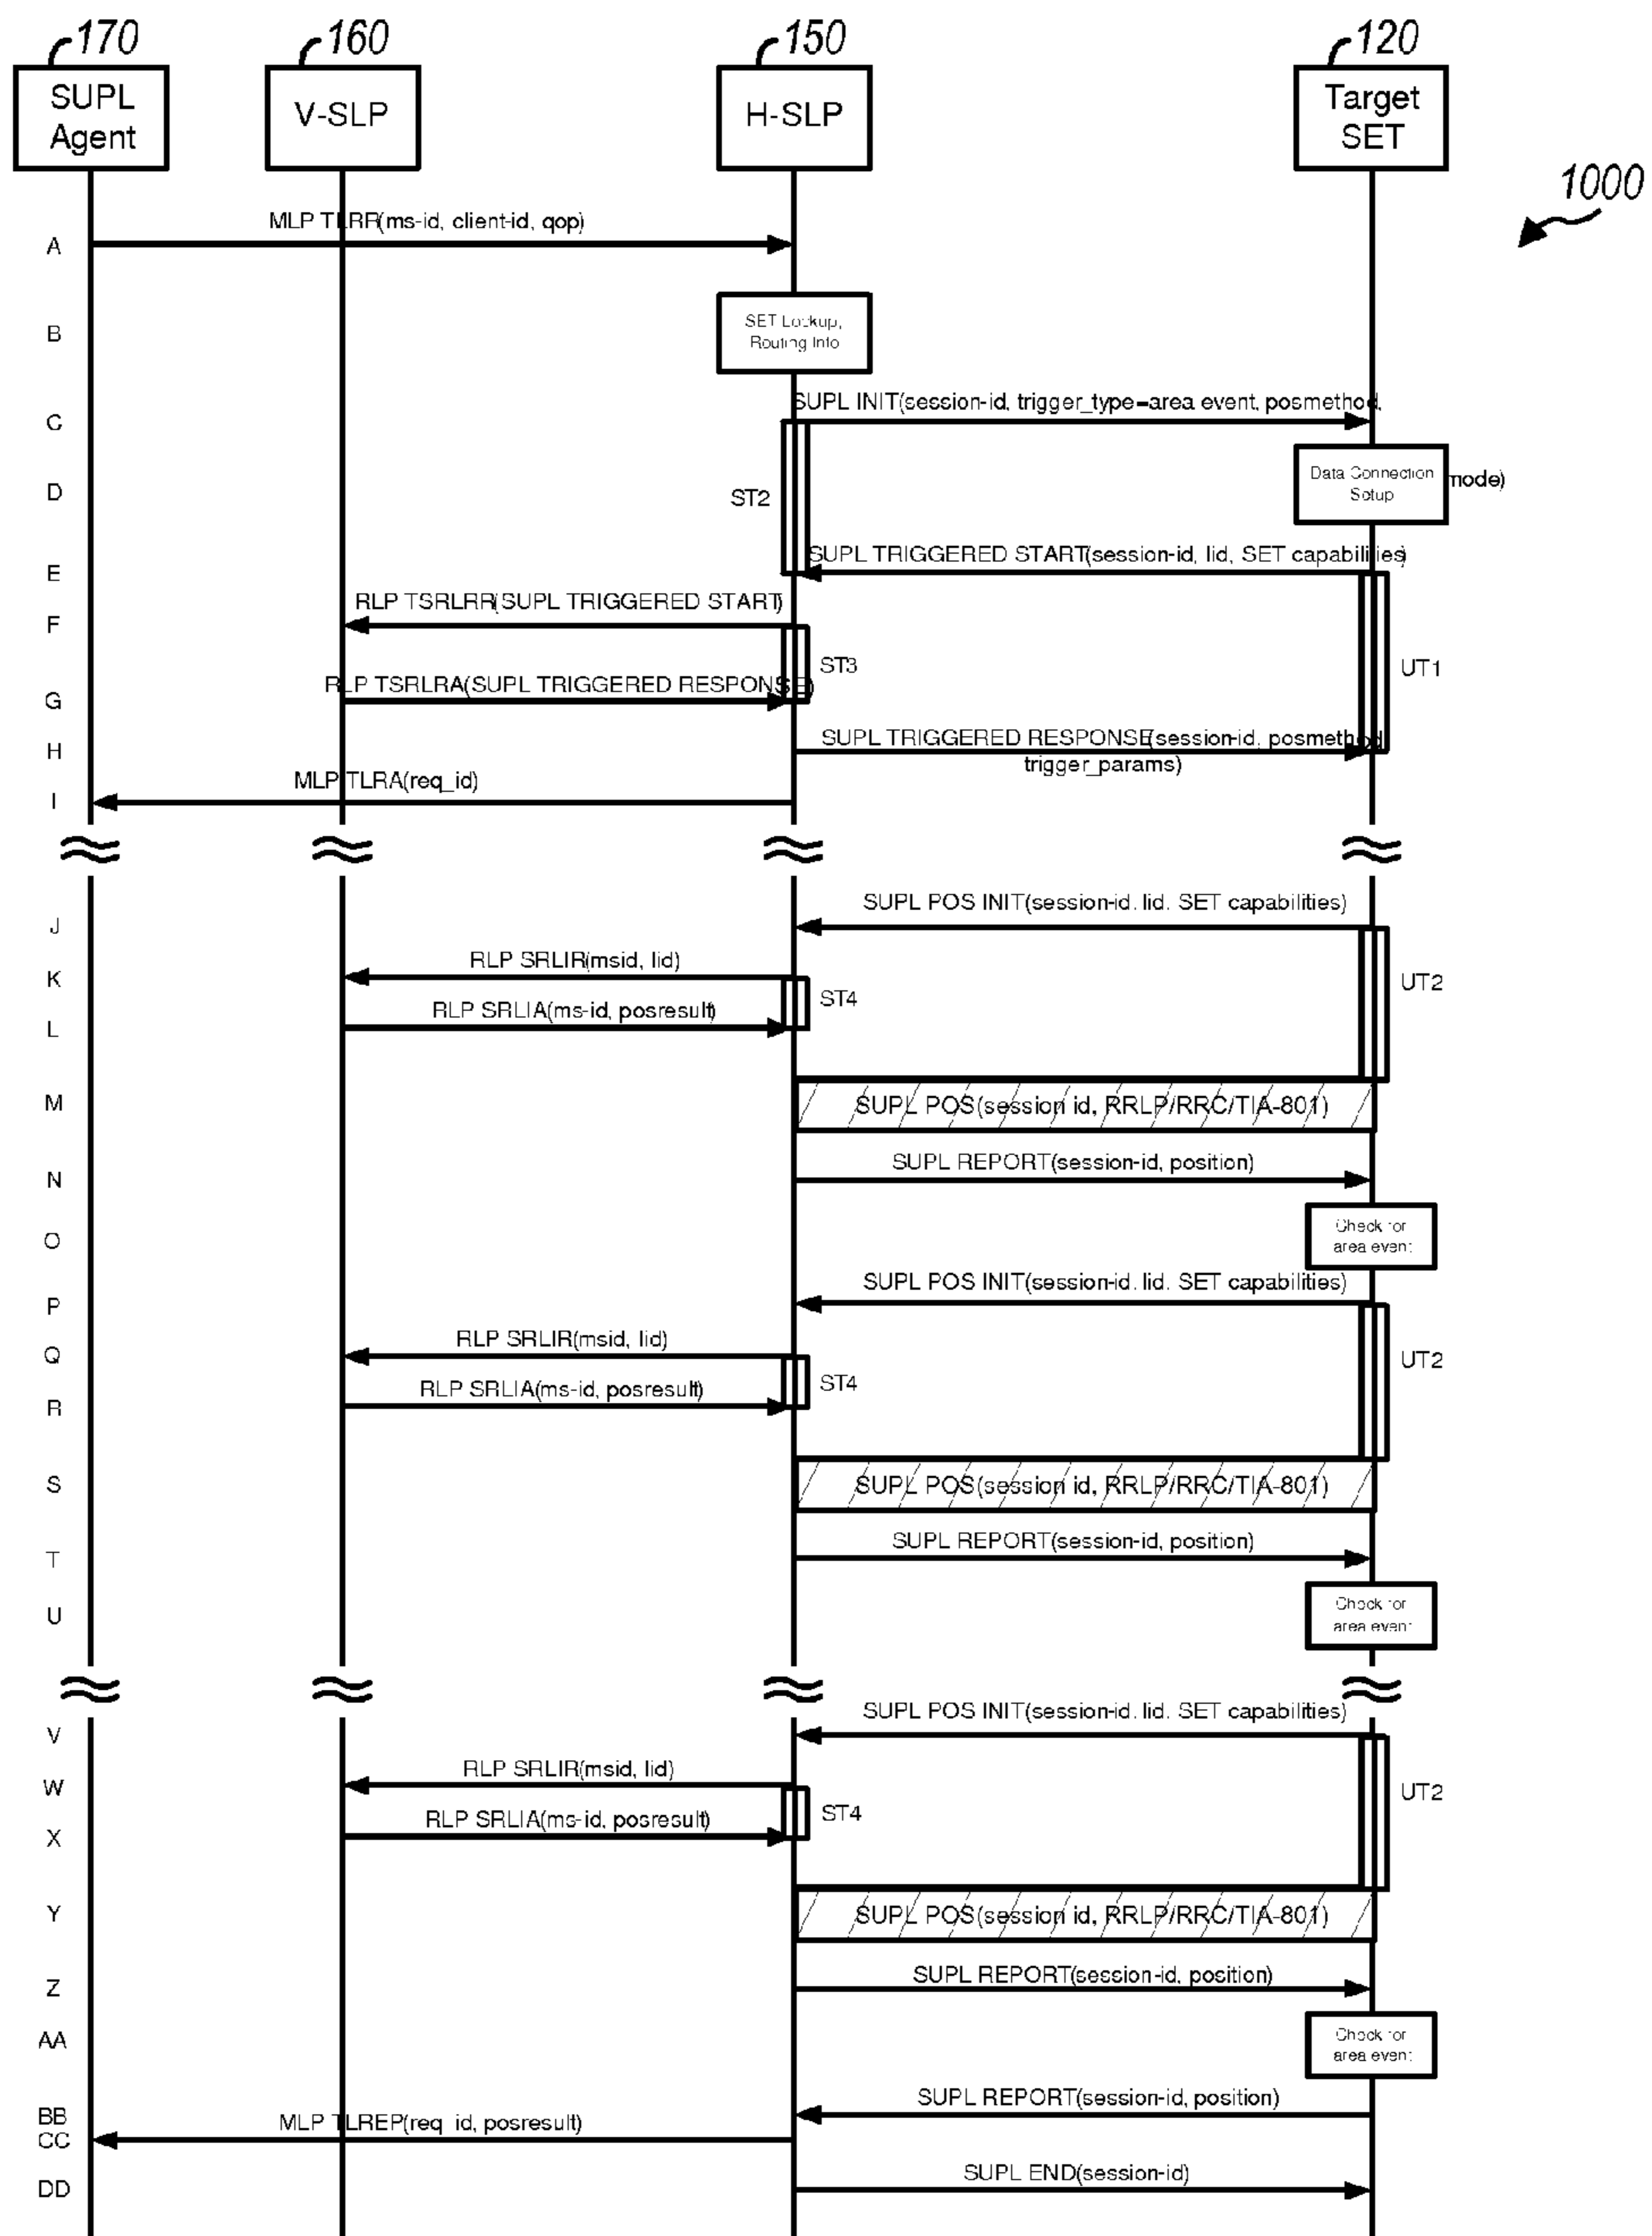 170
160
150
120
SUPL Agent
V-SLP
H-SLP
Target SET
1000
A
MLP TLRR(ms-id, client-id, qop)
B
SET Lookup,
Routing Info
C
SUPL INIT(session-id, trigger_type=area event, posmethod,
D
ST2
Data Connection
Setup
mode)
E
SUPL TRIGGERED START(session-id, lid, SET capabilities)
F
RLP TSRLRR(SUPL TRIGGERED START)
ST3
UT1
G
RLP TSRLRA(SUPL TRIGGERED RESPONSE)
H
SUPL TRIGGERED RESPONSE(session-id, posmethod
trigger_params)
I
MLP TLRA(req_id)
J
SUPL POS INIT(session-id. lid. SET capabilities)
K
RLP SRLIR(msid, lid)
ST4
UT2
L
RLP SRLIA(ms-id, posresult)
M
SUPL POS(session id, RRLP/RRC/TIA-801)
N
SUPL REPORT(session-id, position)
O
Check for
area event
P
SUPL POS INIT(session-id. lid. SET capabilities)
Q
RLP SRLIR(msid, lid)
ST4
UT2
R
RLP SRLIA(ms-id, posresult)
S
SUPL POS(session id, RRLP/RRC/TIA-801)
T
SUPL REPORT(session-id, position)
U
Check for
area event
V
SUPL POS INIT(session-id. lid. SET capabilities)
W
RLP SRLIR(msid, lid)
ST4
UT2
X
RLP SRLIA(ms-id, posresult)
Y
SUPL POS(session id, RRLP/RRC/TIA-801)
Z
SUPL REPORT(session-id, position)
AA
Check for
area event
BB
SUPL REPORT(session-id, position)
CC
MLP TLREP(req_id, posresult)
DD
SUPL END(session-id)